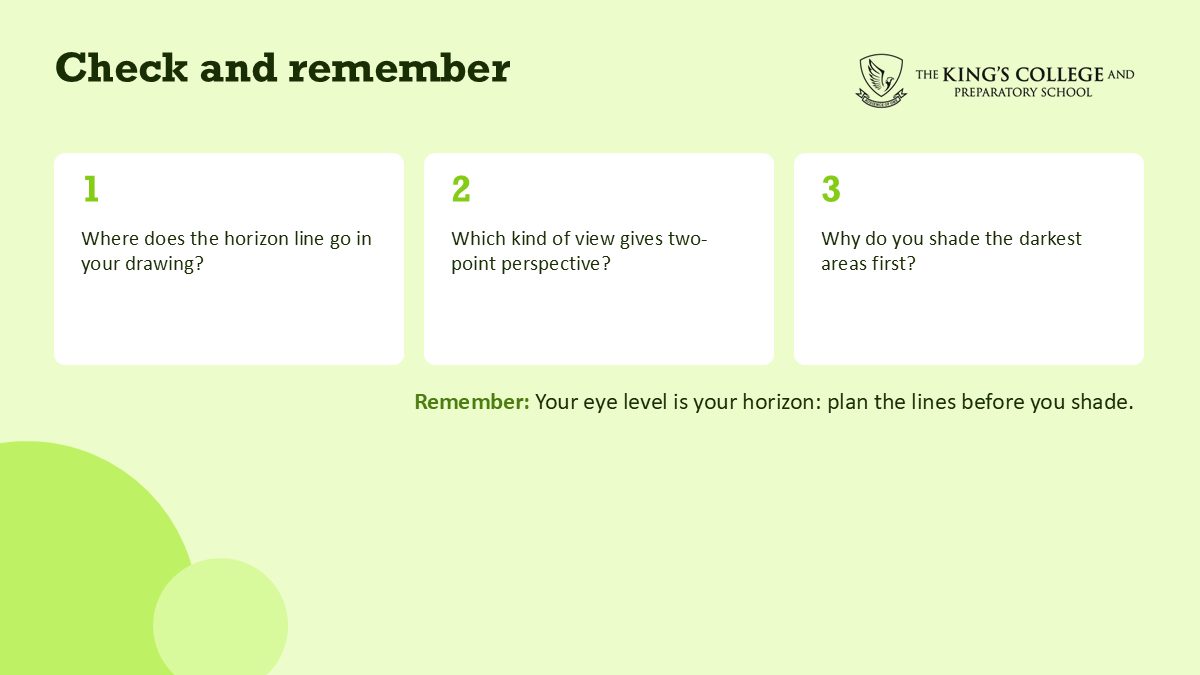 Check and remember
THE KING'S COLLEGE AND
PREPARATORY SCHOOL
1
Where does the horizon line go in
your drawing?
2
Which kind of view gives two-
point perspective?
3
Why do you shade the darkest
areas first?
Remember: Your eye level is your horizon: plan the lines before you shade.